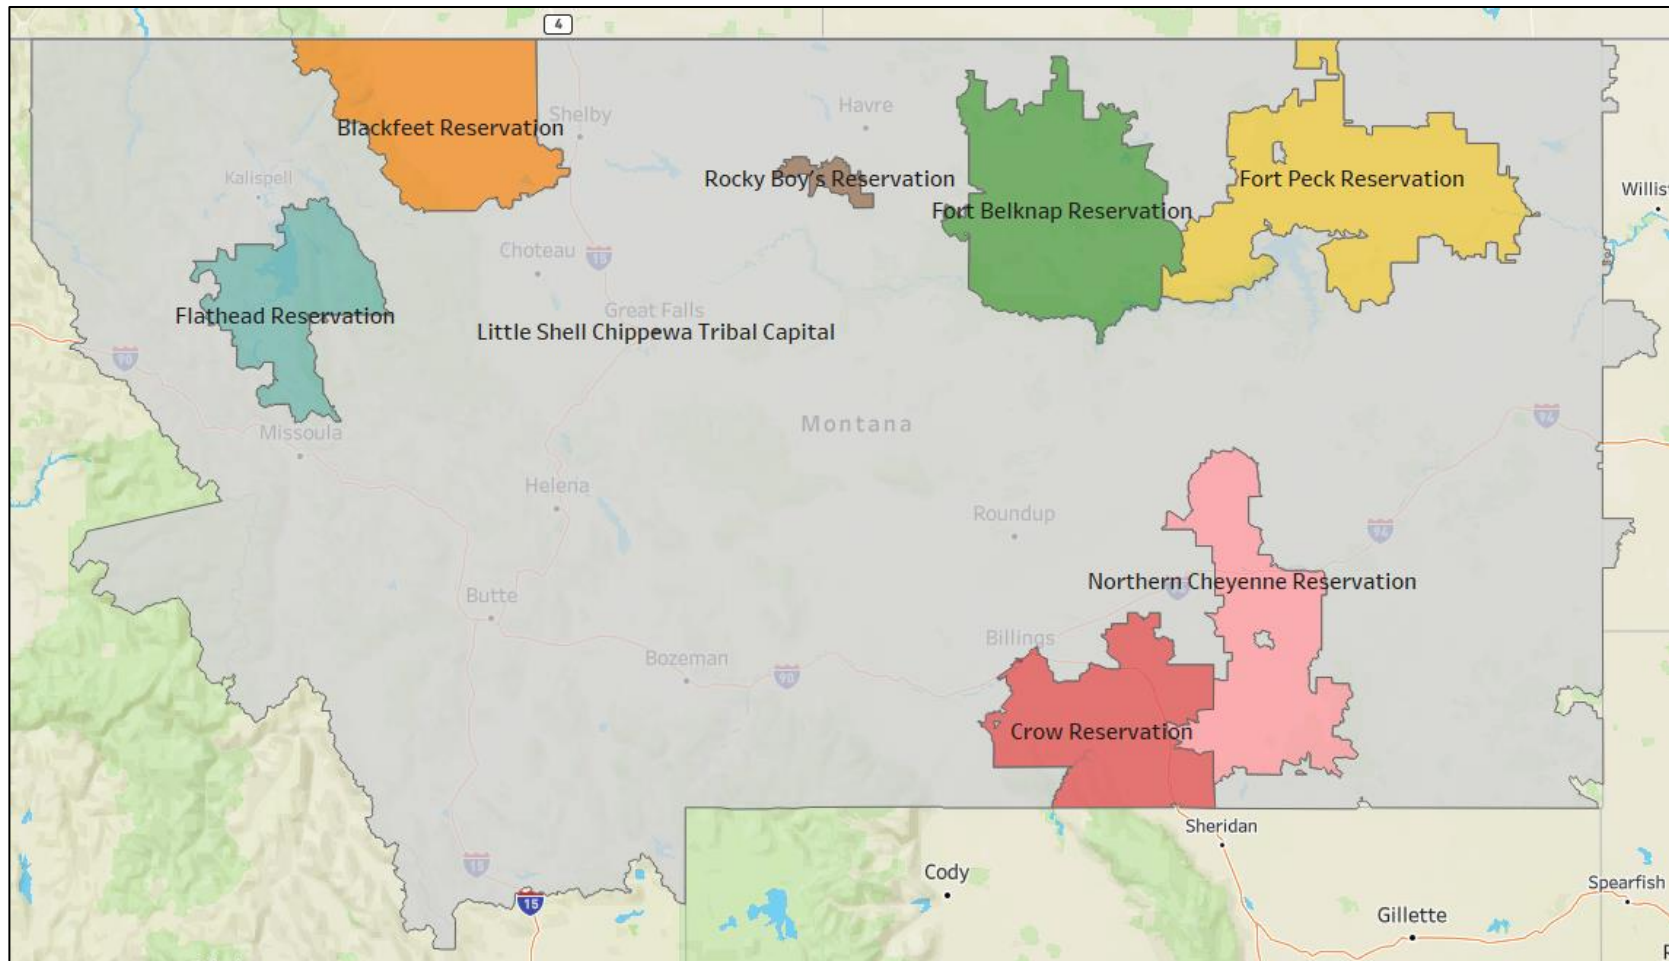 4
Shelby
Havre
Blackfeet Reservation
Kalispell
Rocky Boy's Reservation
Fort Peck Reservation
Fort Belknap Reservation
Choteau
15
Great Falls
Flathead Reservation
Little Shell Chippewa Tribal Capital
90
94
Montana
Missoula
Helena
Roundup
94
Northern Cheyenne Reservation
Butte
Billings
Bozeman
90
Crow Reservation
Sheridan
15
Cody
15
Spearfish
Gillette